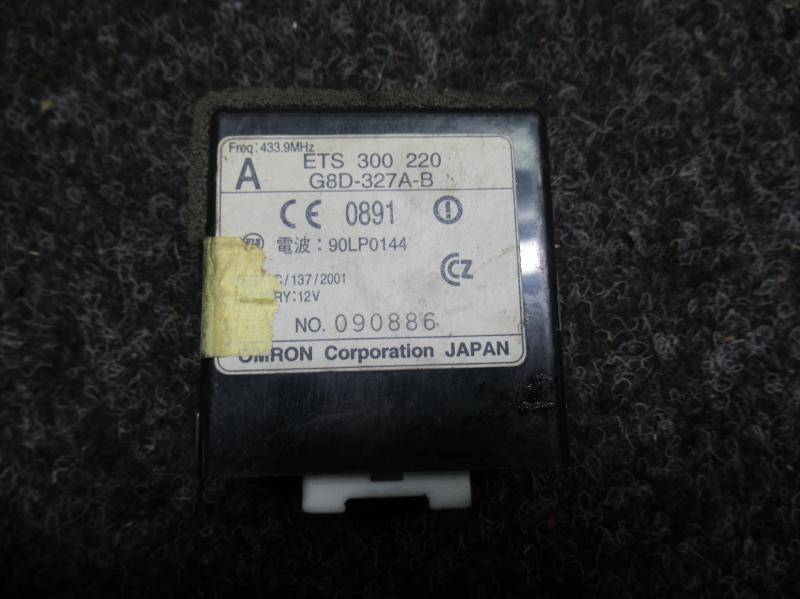 Freq: 433.9MHz
A ETS 300 220
G8D-327A-B
CE 0891
電波 : 90LP0144
/137/2001
RY:12V
NO. 090886
OMRON Corporation JAPAN